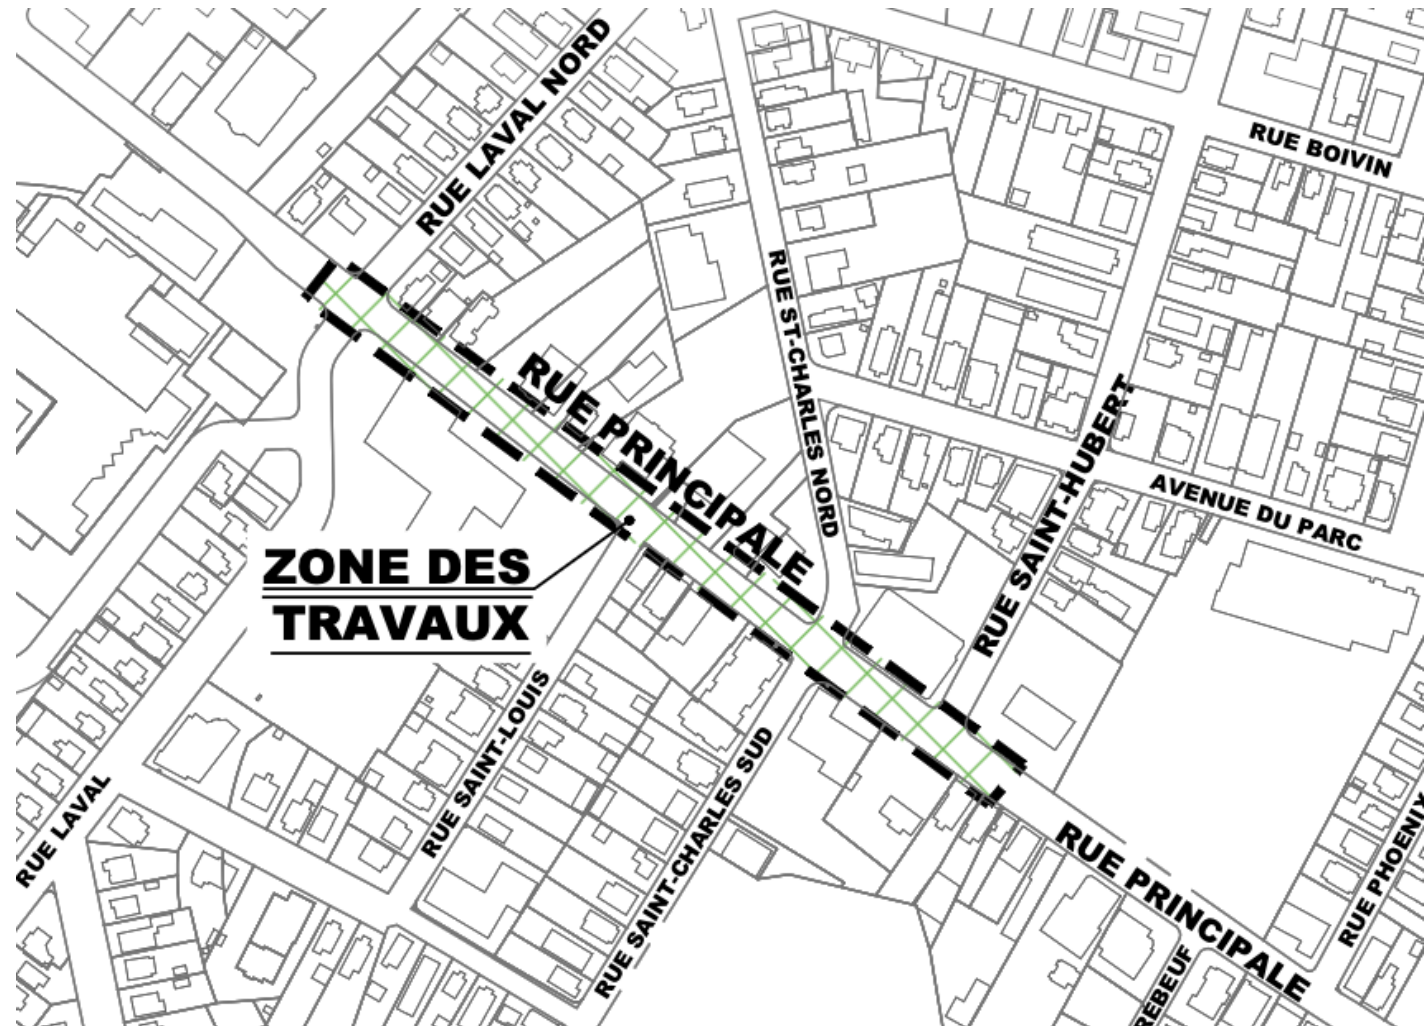 RUE LAVAL NORD
RUE BOIVIN
RUE ST-CHARLES NORD
RUE PRINCIPALE
RUE SAINT-HUBERT
AVENUE DU PARC
ZONE DES
TRAVAUX
RUE SAINT-LOUIS
RUE SAINT-CHARLES SUD
RUE LAVAL
RUE PHOENIX
RUE PRINCIPALE
REBEUF